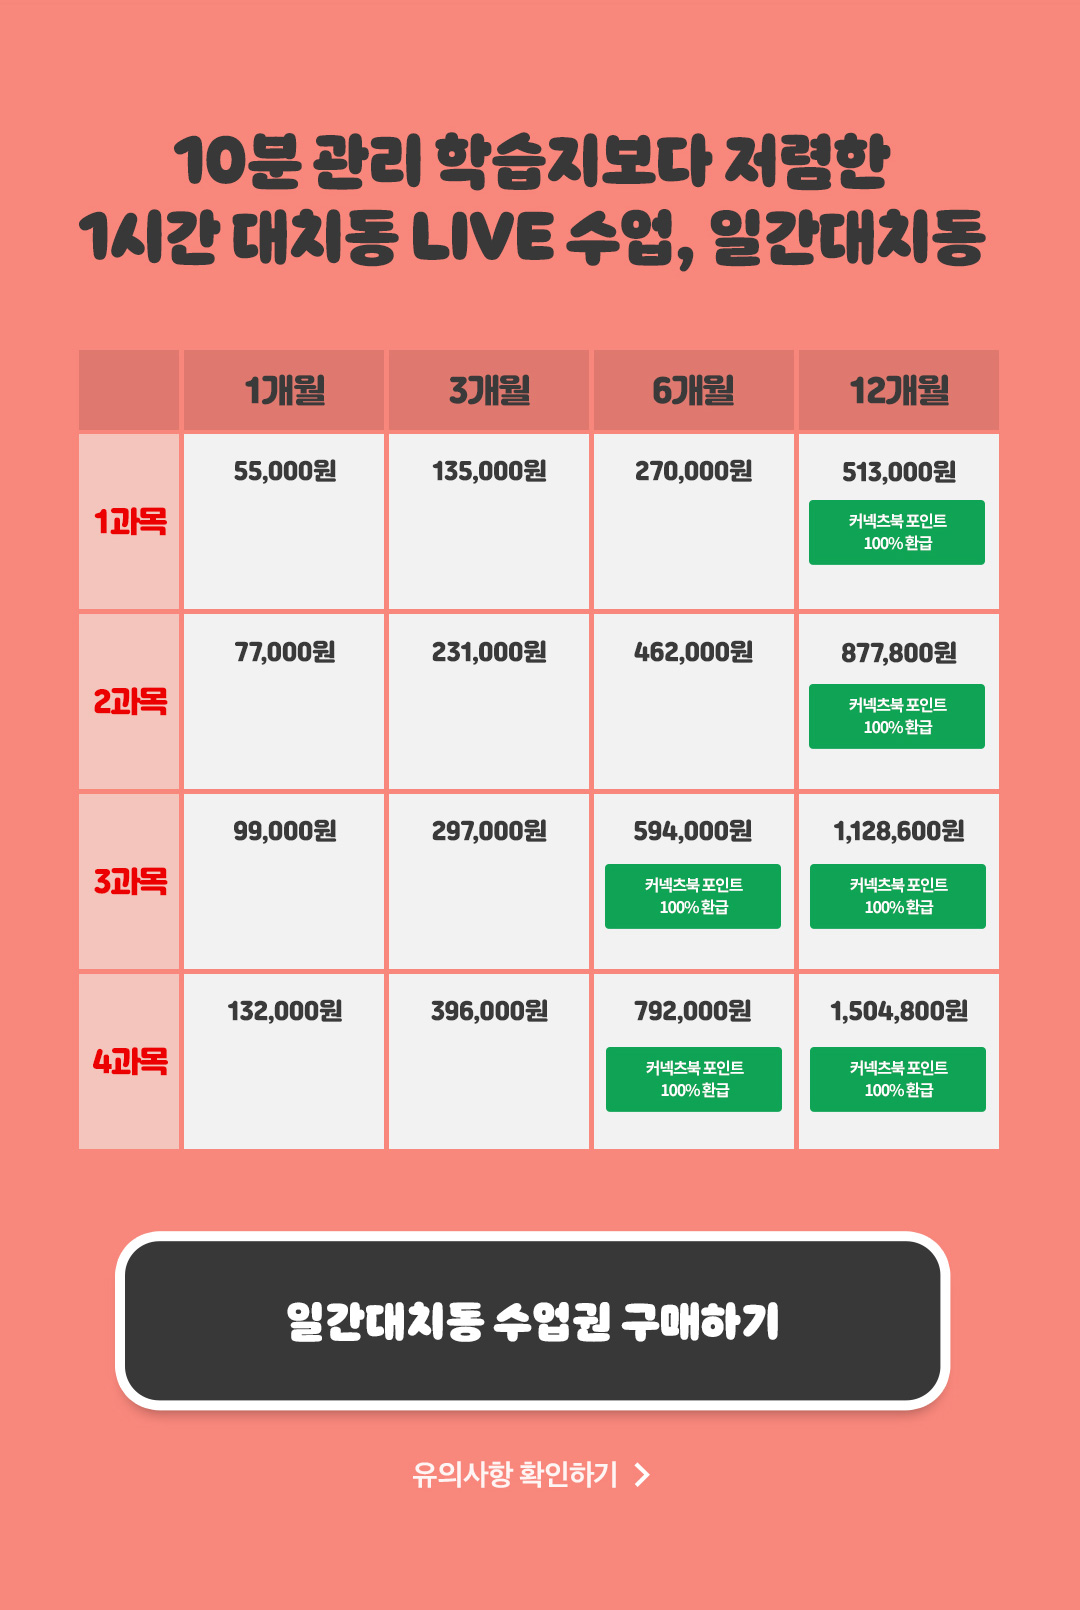 10분 관리 학습지보다 저렴한
1시간 대치동 LIVE 수업, 일간대치동
1개월 3개월 6개월 12개월
1과목 55,000원 135,000원 270,000원 513,000원
커넥츠북 포인트
100% 환급
2과목 77,000원 231,000원 462,000원 877,800원
커넥츠북 포인트
100% 환급
3과목 99,000원 297,000원 594,000원 1,128,600원
커넥츠북 포인트 커넥츠북 포인트
100% 환급 100% 환급
4과목 132,000원 396,000원 792,000원 1,504,800원
커넥츠북 포인트 커넥츠북 포인트
100% 환급 100% 환급
일간대치동 수업권 구매하기
유의사항 확인하기 >